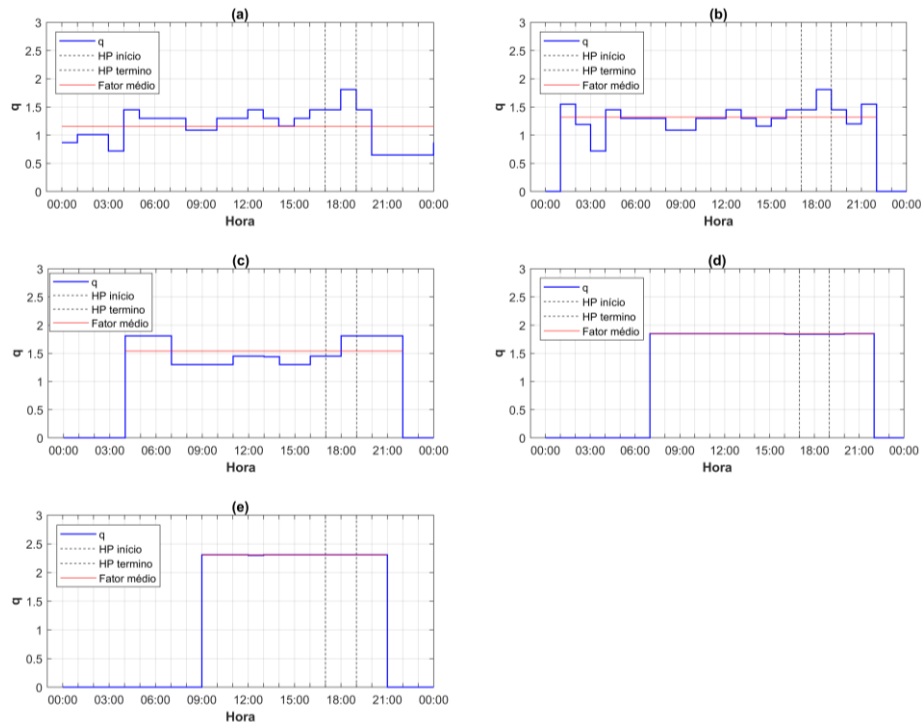 (a)
3
2.5
2
1.5
1
0.5
0
q
q
HP início
HP termino
Fator médio
00:00 03:00 06:00 09:00 12:00 15:00 18:00 21:00 00:00
Hora
(b)
3
2.5
2
1.5
1
0.5
0
q
q
HP início
HP termino
Fator médio
00:00 03:00 06:00 09:00 12:00 15:00 18:00 21:00 00:00
Hora
(c)
3
2.5
2
1.5
1
0.5
0
q
q
HP início
HP termino
Fator médio
00:00 03:00 06:00 09:00 12:00 15:00 18:00 21:00 00:00
Hora
(d)
3
2.5
2
1.5
1
0.5
0
q
q
HP início
HP termino
Fator médio
00:00 03:00 06:00 09:00 12:00 15:00 18:00 21:00 00:00
Hora
(e)
3
2.5
2
1.5
1
0.5
0
q
q
HP início
HP termino
Fator médio
00:00 03:00 06:00 09:00 12:00 15:00 18:00 21:00 00:00
Hora